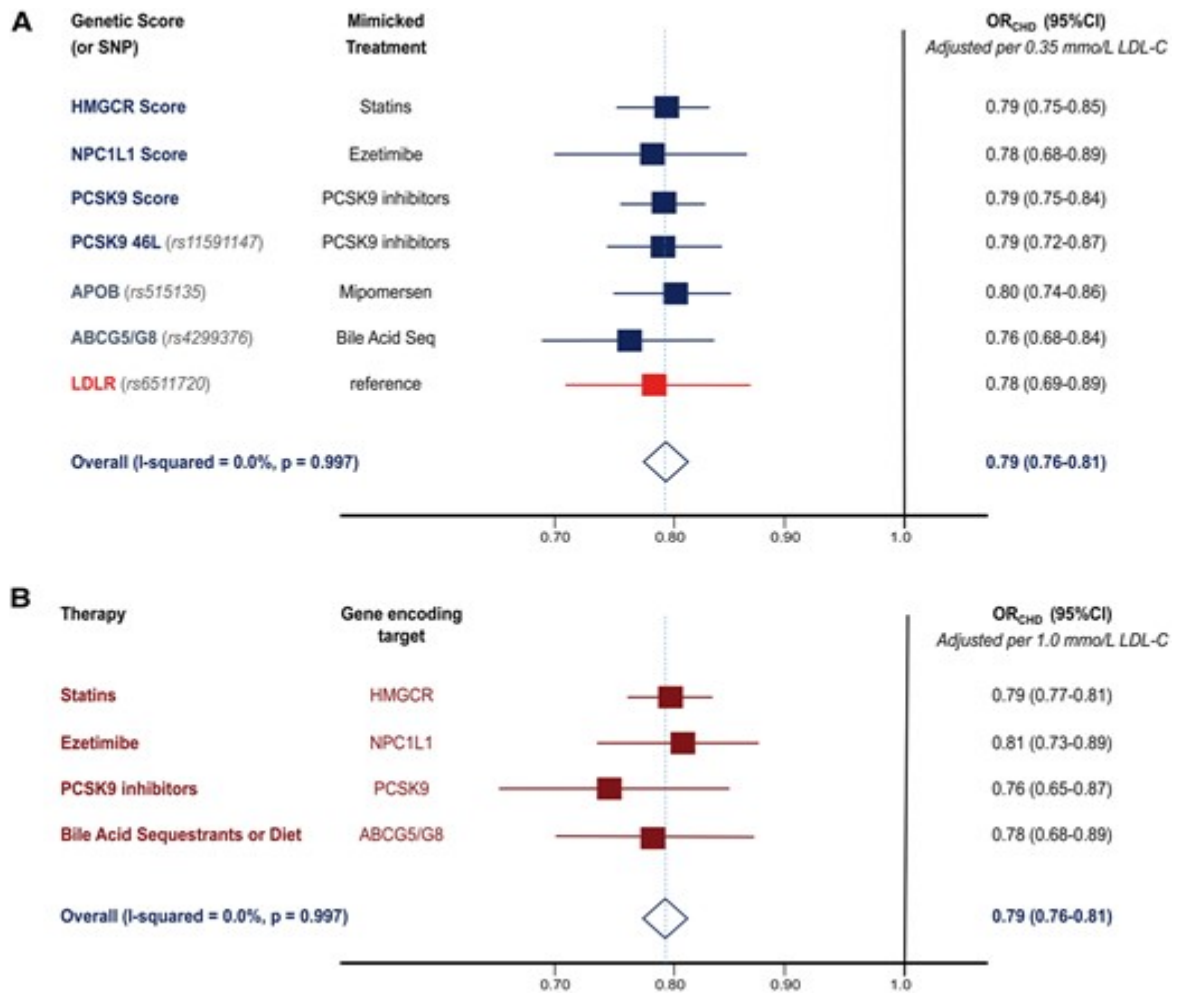 A
Genetic Score Mimicked OR CHD (95%CI)
(or SNP) Treatment Adjusted per 0.35 mmo/L LDL-C
HMGCR Score Statins 0.79 (0.75-0.85)
NPC1L1 Score Ezetimibe 0.78 (0.68-0.89)
PCSK9 Score PCSK9 inhibitors 0.79 (0.75-0.84)
PCSK9 46L (rs11591147) PCSK9 inhibitors 0.79 (0.72-0.87)
APOB (rs515135) Mipomersen 0.80 (0.74-0.86)
ABCG5/G8 (rs4299376) Bile Acid Seq 0.76 (0.68-0.84)
LDLR (rs6511720) reference 0.78 (0.69-0.89)
Overall (I-squared = 0.0%, p = 0.997) 0.79 (0.76-0.81)
0.70 0.80 0.90 1.0
B
Therapy Gene encoding OR CHD (95%CI)
target Adjusted per 1.0 mmo/L LDL-C
Statins HMGCR 0.79 (0.77-0.81)
Ezetimibe NPC1L1 0.81 (0.73-0.89)
PCSK9 inhibitors PCSK9 0.76 (0.65-0.87)
Bile Acid Sequestrants or Diet ABCG5/G8 0.78 (0.68-0.89)
Overall (I-squared = 0.0%, p = 0.997) 0.79 (0.76-0.81)
0.70 0.80 0.90 1.0